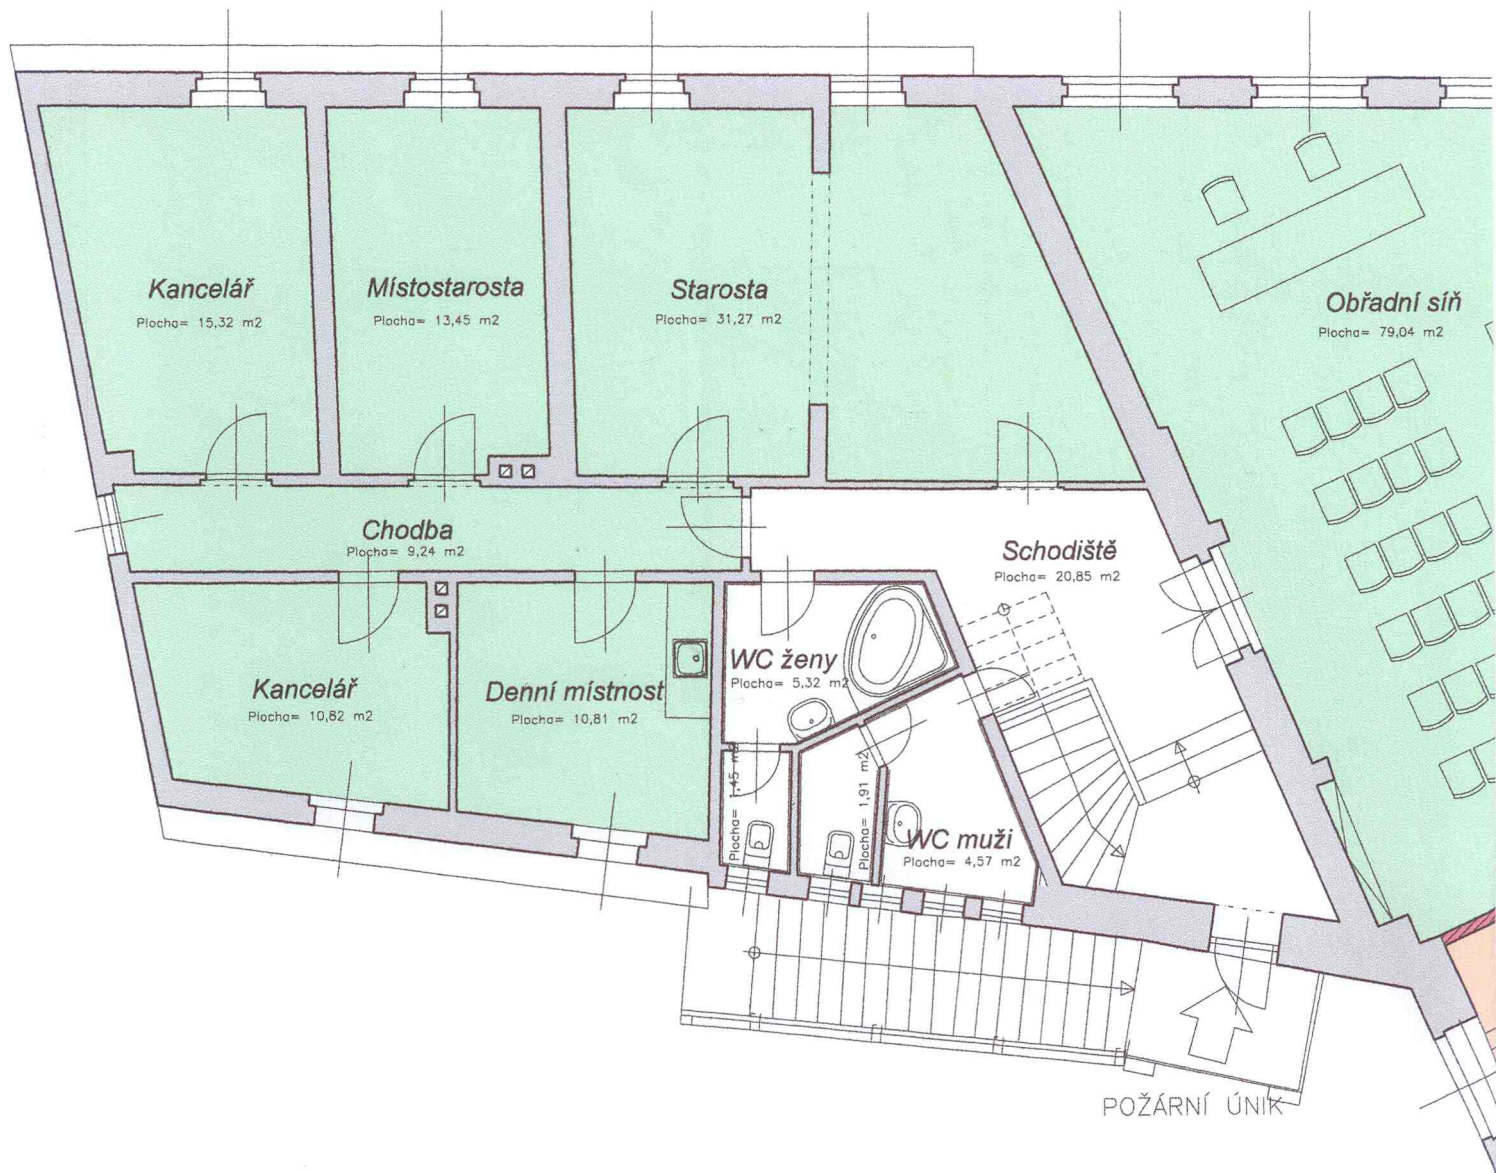 Kancelář
Plocha= 15,32 m2
Místostarosta
Plocha= 13,45 m2
Starosta
Plocha= 31,27 m2
Obřadní síň
Plocha= 79,04 m2
Chodba
Plocha= 9,24 m2
Schodiště
Plocha= 20,85 m2
Kancelář
Plocha= 10,82 m2
Denní místnost
Plocha= 10,81 m2
WC ženy
Plocha= 5,32 m2
Plocha= 1,45 m2
Plocha= 1,91 m2
WC muži
Plocha= 4,57 m2
POŽÁRNÍ ÚNIK